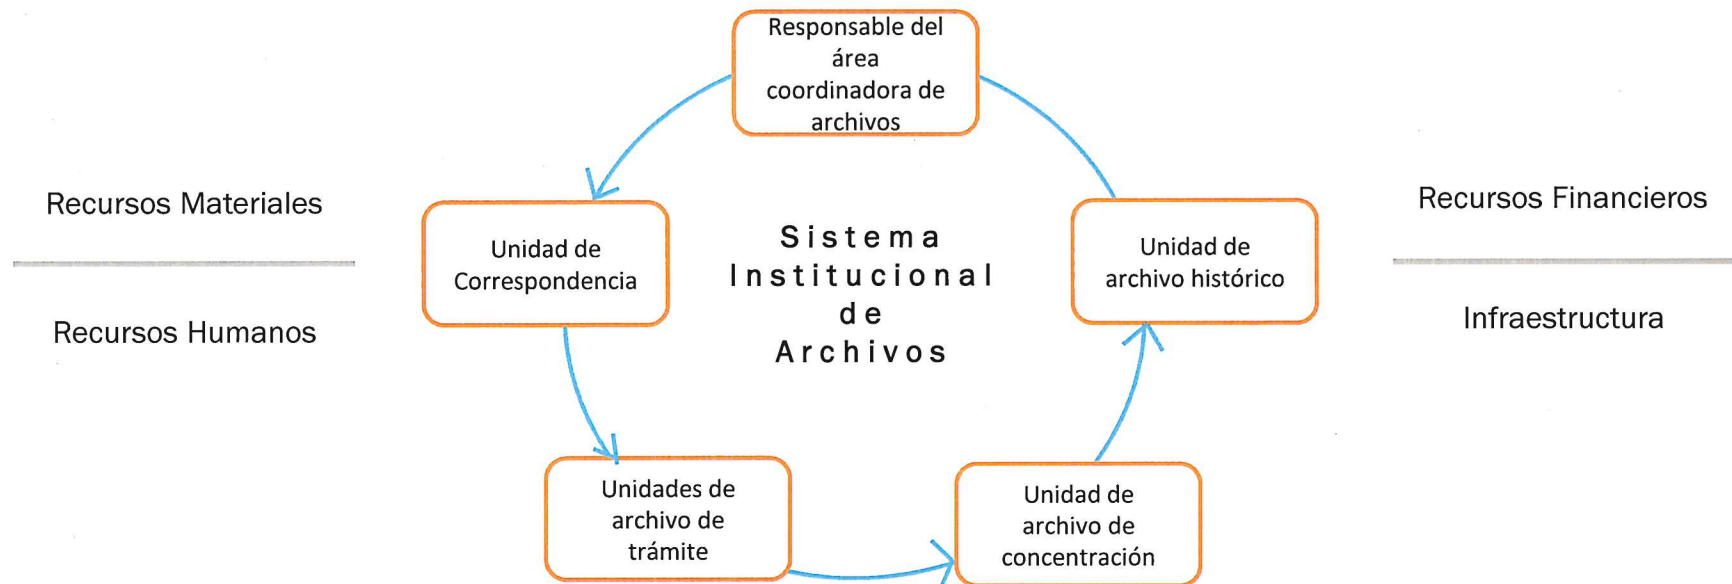 Responsable del
área
coordinadora de
archivos
Recursos Materiales
Recursos Humanos
Unidad de
Correspondencia
Sistema
Institucional
de
Archivos
Unidad de
archivo histórico
Recursos Financieros
Infraestructura
Unidades de
archivo de
trámite
Unidad de
archivo de
concentración